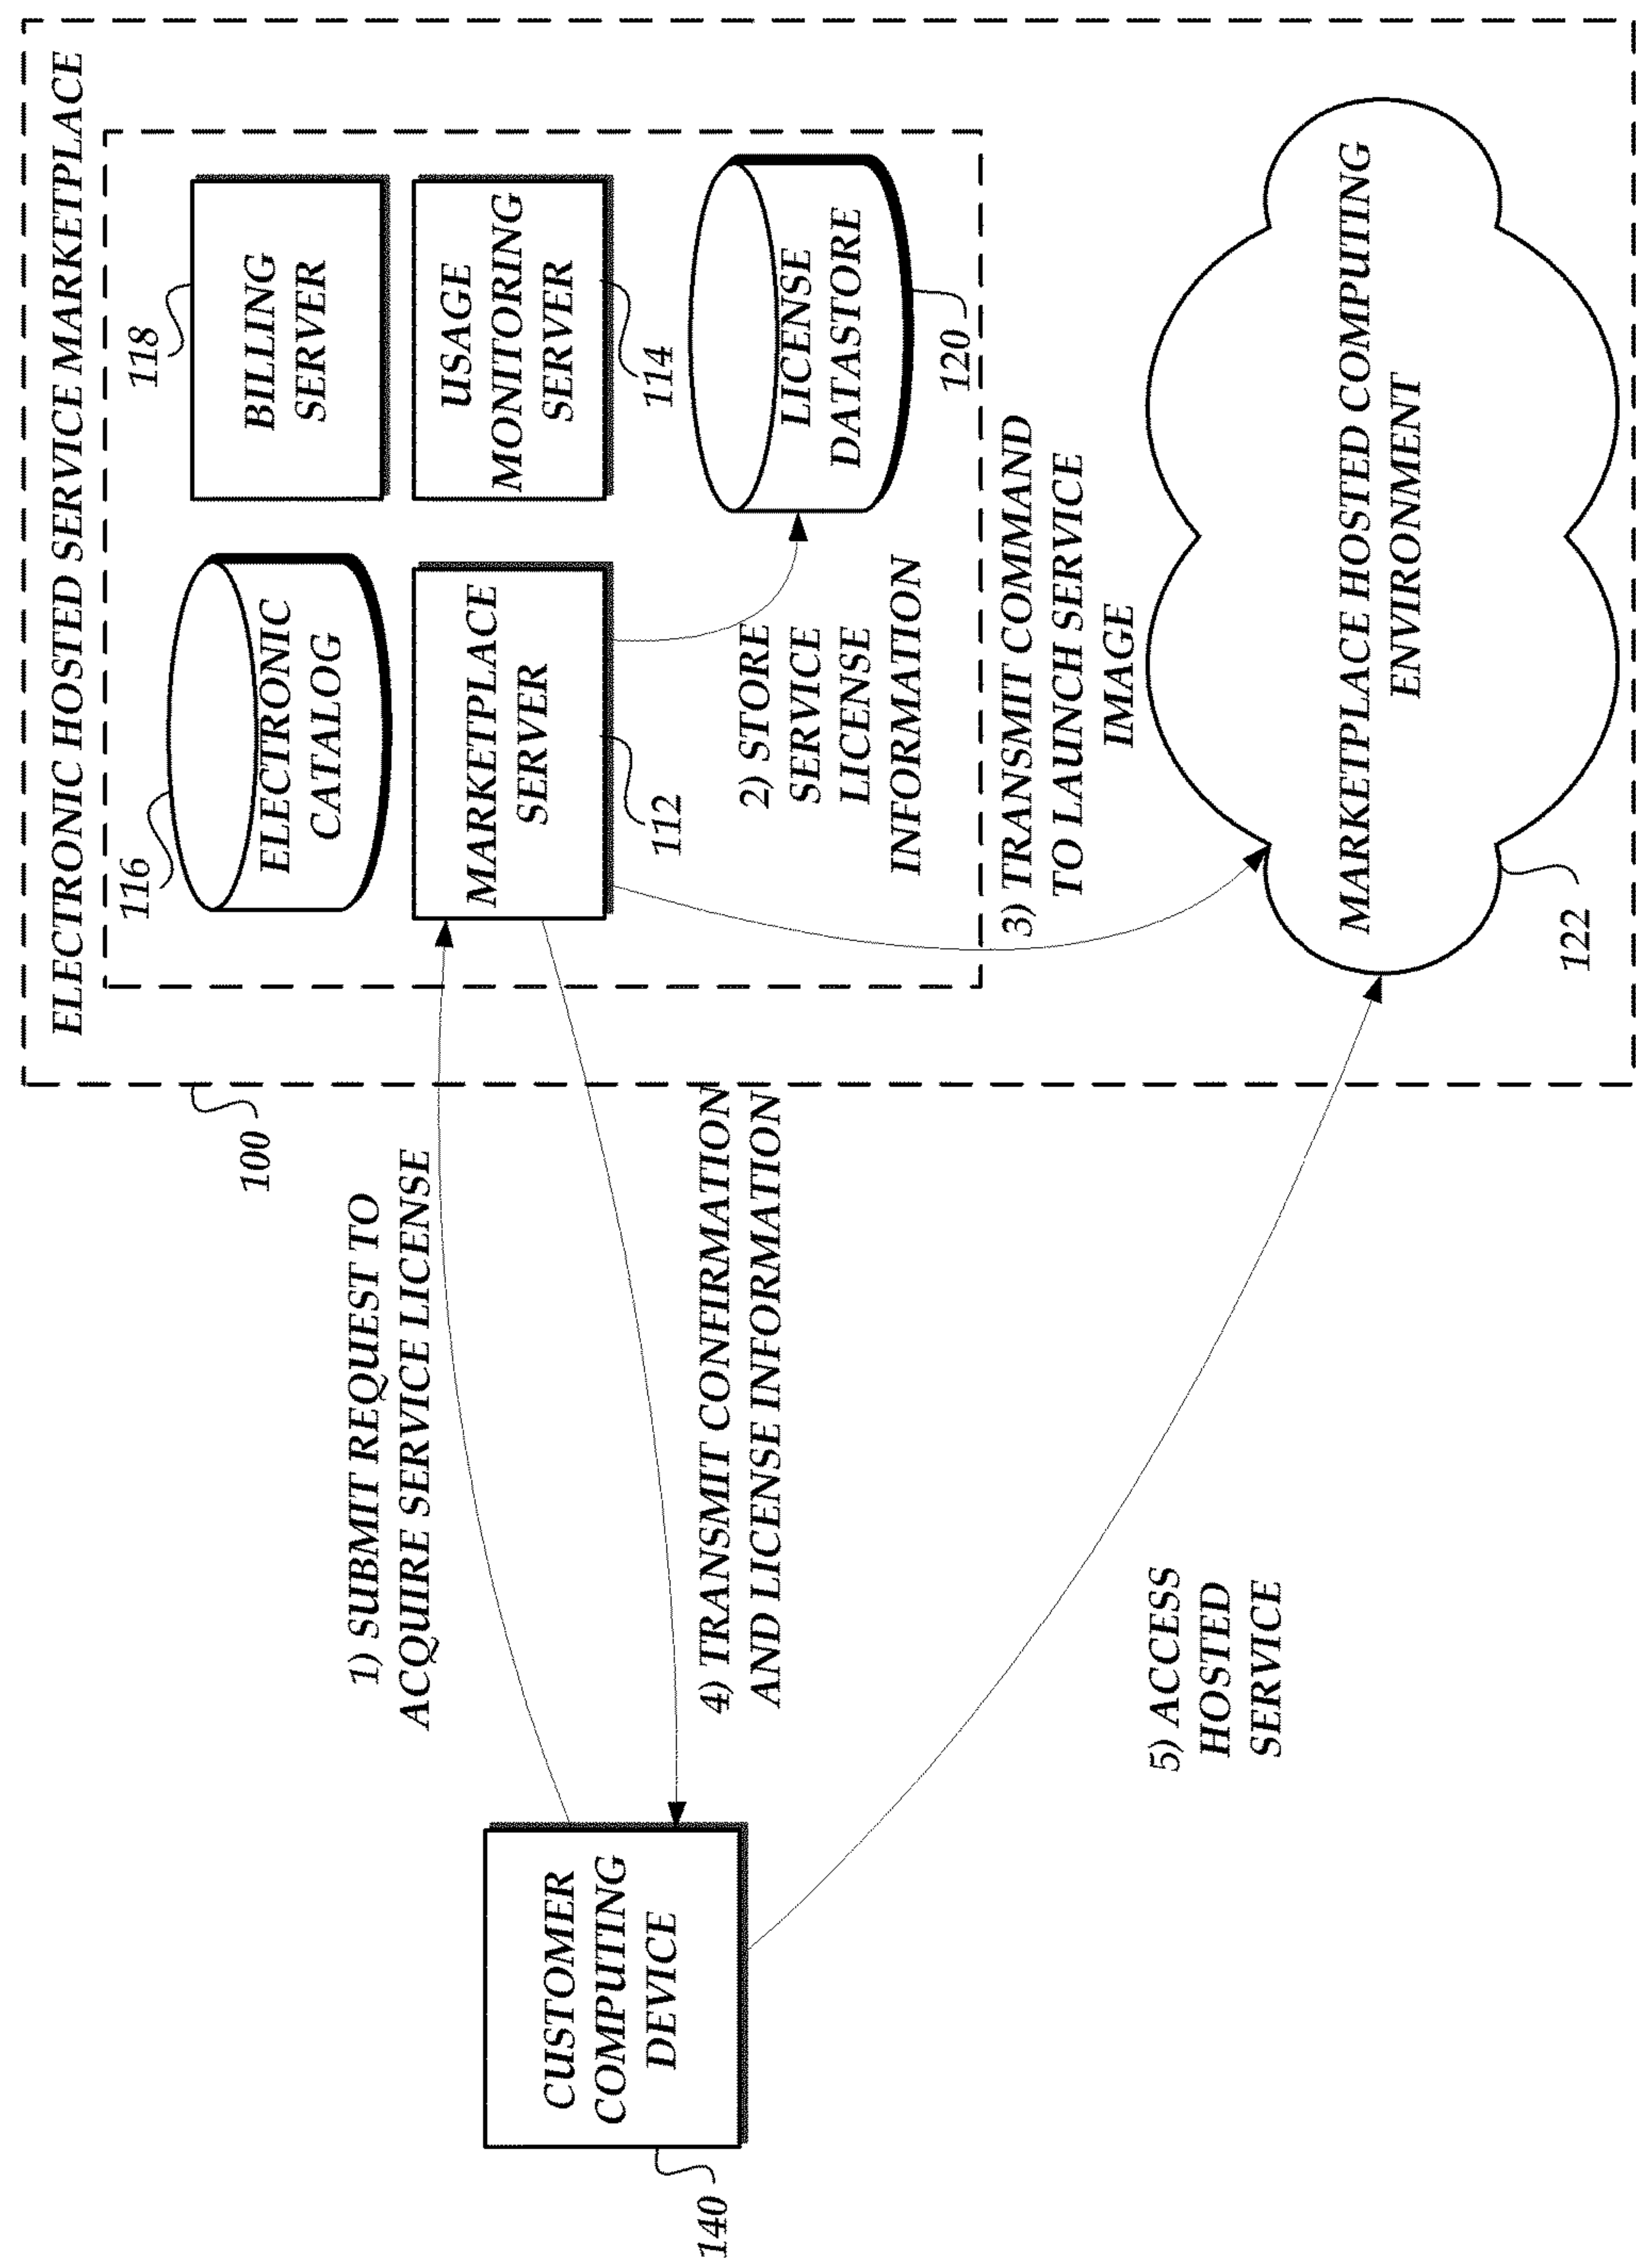 ELECTRONIC HOSTED SERVICE MARKETPLACE
116
ELECTRONIC
CATALOG
118
BILLING
SERVER
MARKETPLACE
SERVER
112
USAGE
MONITORING
SERVER
114
2) STORE
SERVICE
LICENSE
INFORMATION
LICENSE
DATASTORE
120
100
1) SUBMIT REQUEST TO
ACQUIRE SERVICE LICENSE
CUSTOMER
COMPUTING
DEVICE
140
4) TRANSMIT CONFIRMATION
AND LICENSE INFORMATION
3) TRANSMIT COMMAND
TO LAUNCH SERVICE
IMAGE
5) ACCESS
HOSTED
SERVICE
MARKETPLACE HOSTED COMPUTING
ENVIRONMENT
122